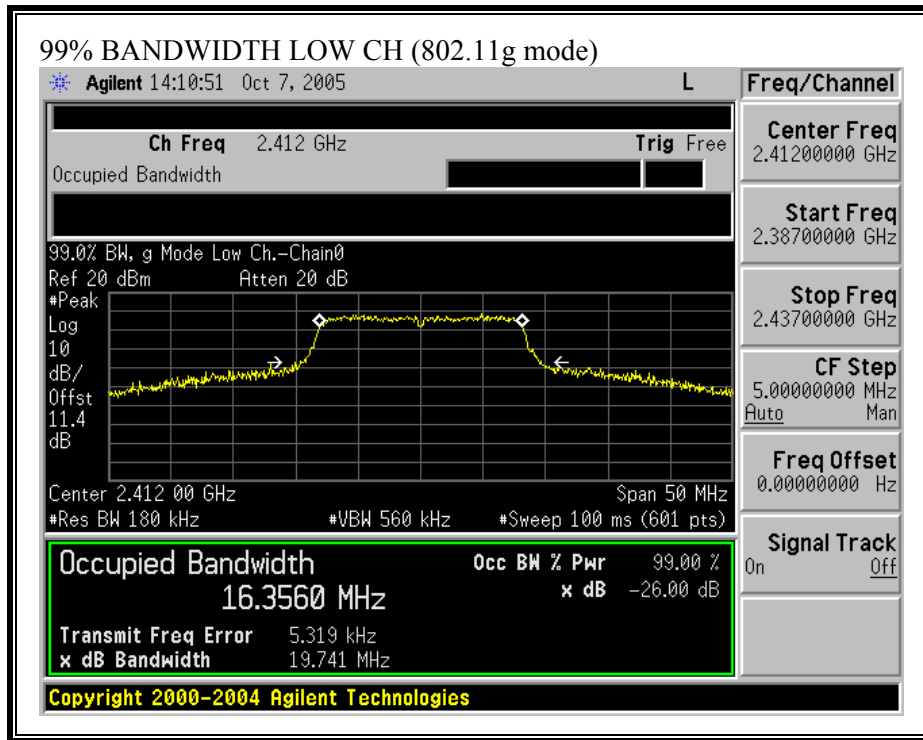 99% BANDWIDTH LOW CH (802.11g mode)
Agilent 14:10:51 Oct 7, 2005 L Freq/Channel
Ch Freq 2.412 GHz Trig Free
Occupied Bandwidth
Center Freq
2.41200000 GHz
Start Freq
2.38700000 GHz
Stop Freq
2.43700000 GHz
CF Step
5.00000000 MHz
Auto Man
Freq Offset
0.00000000 Hz
Signal Track
On Off
99.0% BW, g Mode Low Ch.-Chain0
Ref 20 dBm Atten 20 dB
#Peak
Log
10
dB/
Offst
11.4
dB
Center 2.412 00 GHz Span 50 MHz
#Res BW 180 kHz #VBW 560 kHz #Sweep 100 ms (601 pts)
Occupied Bandwidth Occ BW % Pwr 99.00 %
16.3560 MHz x dB -26.00 dB
Transmit Freq Error 5.319 kHz
x dB Bandwidth 19.741 MHz
Copyright 2000-2004 Agilent Technologies